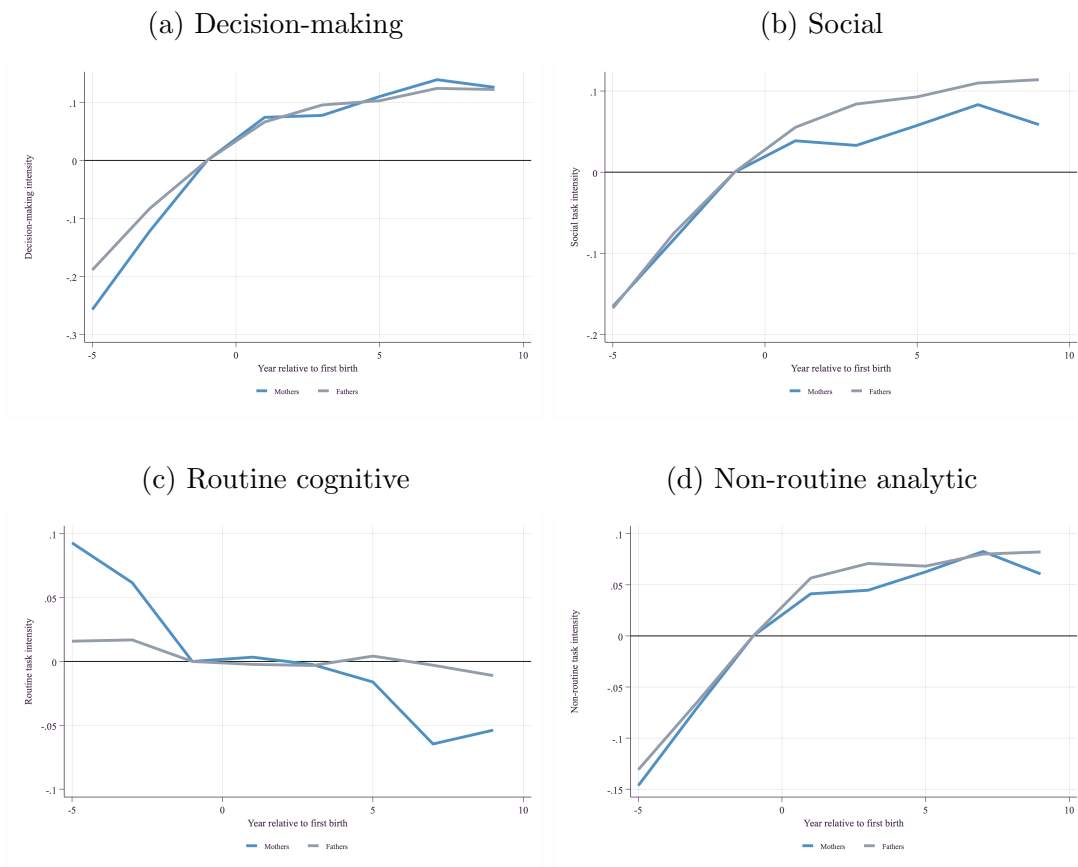 (a) Decision-making
.1
0
-.1
-.2
-.3
Decision-making intensity
-5 0 5 10
Year relative to first birth
Mothers Fathers
(b) Social
.1
0
-.1
-.2
Social task intensity
-5 0 5 10
Year relative to first birth
Mothers Fathers
(c) Routine cognitive
.1
.05
0
-.05
-.1
Routine task intensity
-5 0 5 10
Year relative to first birth
Mothers Fathers
(d) Non-routine analytic
.1
.05
0
-.05
-.1
-.15
Non-routine task intensity
-5 0 5 10
Year relative to first birth
Mothers Fathers